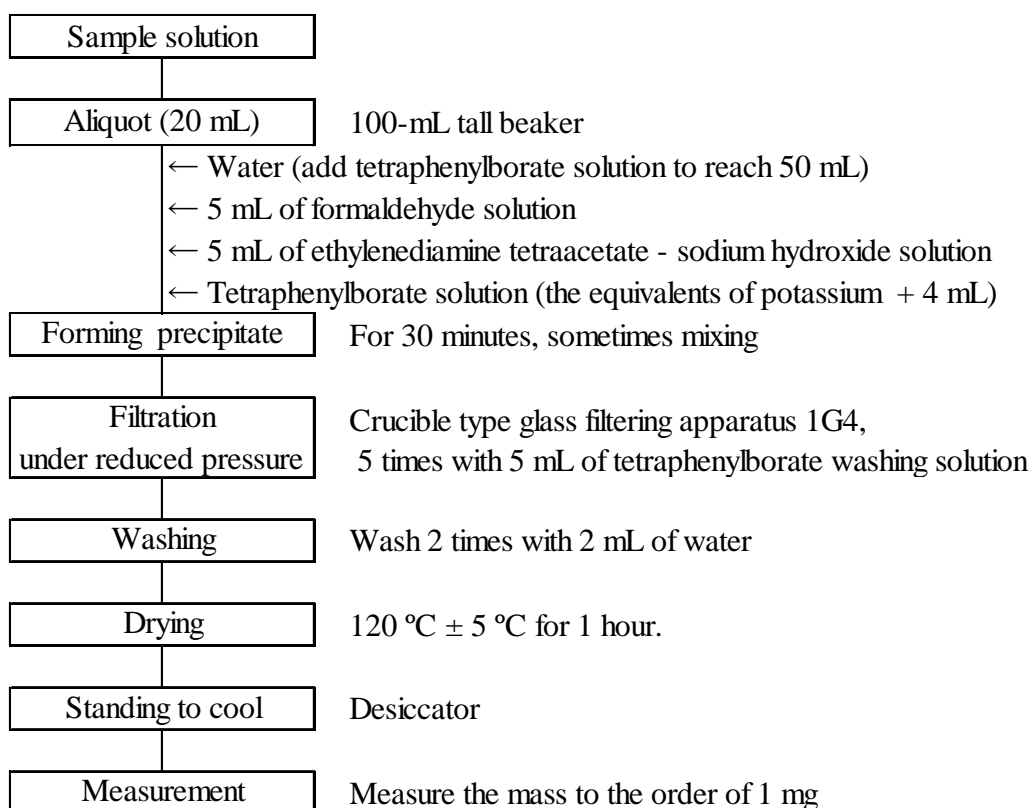 Sample solution
Aliquot (20 mL) 100-mL tall beaker
← Water (add tetraphenylborate solution to reach 50 mL)
← 5 mL of formaldehyde solution
← 5 mL of ethylenediamine tetraacetate - sodium hydroxide solution
← Tetraphenylborate solution (the equivalents of potassium + 4 mL)
Forming precipitate For 30 minutes, sometimes mixing
Filtration
under reduced pressure
Crucible type glass filtering apparatus 1G4,
5 times with 5 mL of tetraphenylborate washing solution
Washing Wash 2 times with 2 mL of water
Drying 120 ºC ± 5 ºC for 1 hour.
Standing to cool Desiccator
Measurement Measure the mass to the order of 1 mg